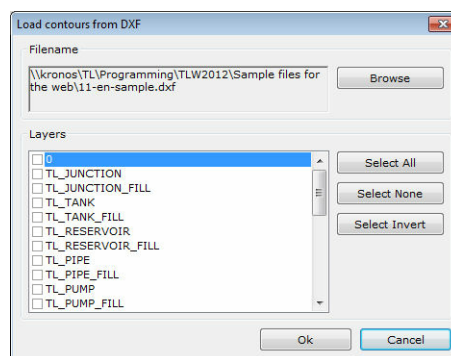 Load contours from DXF
Filename
\\kronos\TL\Programming\TLW2012\Sample files for
the web\11-en-sample.dxf
Browse
Layers
0
TL_JUNCTION
TL_JUNCTION_FILL
TL_TANK
TL_TANK_FILL
TL_RESERVOIR
TL_RESERVOIR_FILL
TL_PIPE
TL_PIPE_FILL
TL_PUMP
TL_PUMP_FILL
Select All
Select None
Select Invert
Ok
Cancel